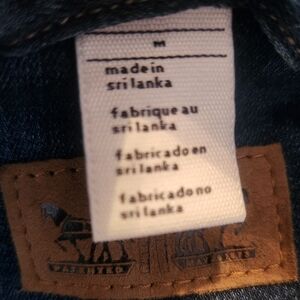 M
made in
sri lanka
fabrique au
sri lanka
fabricado en
sri lanka
fabricado no
sri lanka